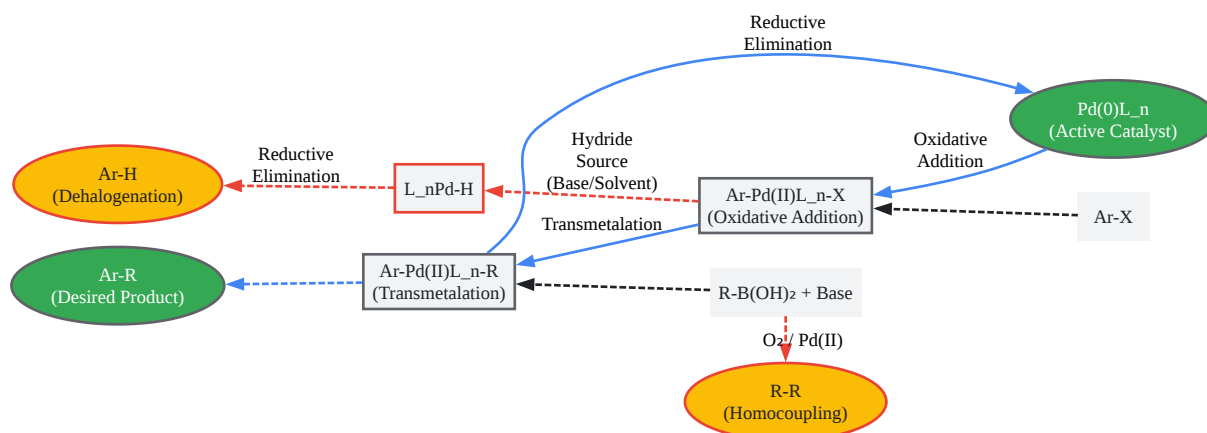 Reductive
Elimination
Pd(0)L_n
(Active Catalyst)
Oxidative
Addition
Hydride
Source
(Base/Solvent)
Reductive
Elimination
Ar-H
(Dehalogenation)
L_nPd-H
Ar-Pd(II)L_n-X
(Oxidative Addition)
Ar-X
Transmetalation
Ar-R
(Desired Product)
Ar-Pd(II)L_n-R
(Transmetalation)
R-B(OH)₂ + Base
O₂ / Pd(II)
R-R
(Homocoupling)